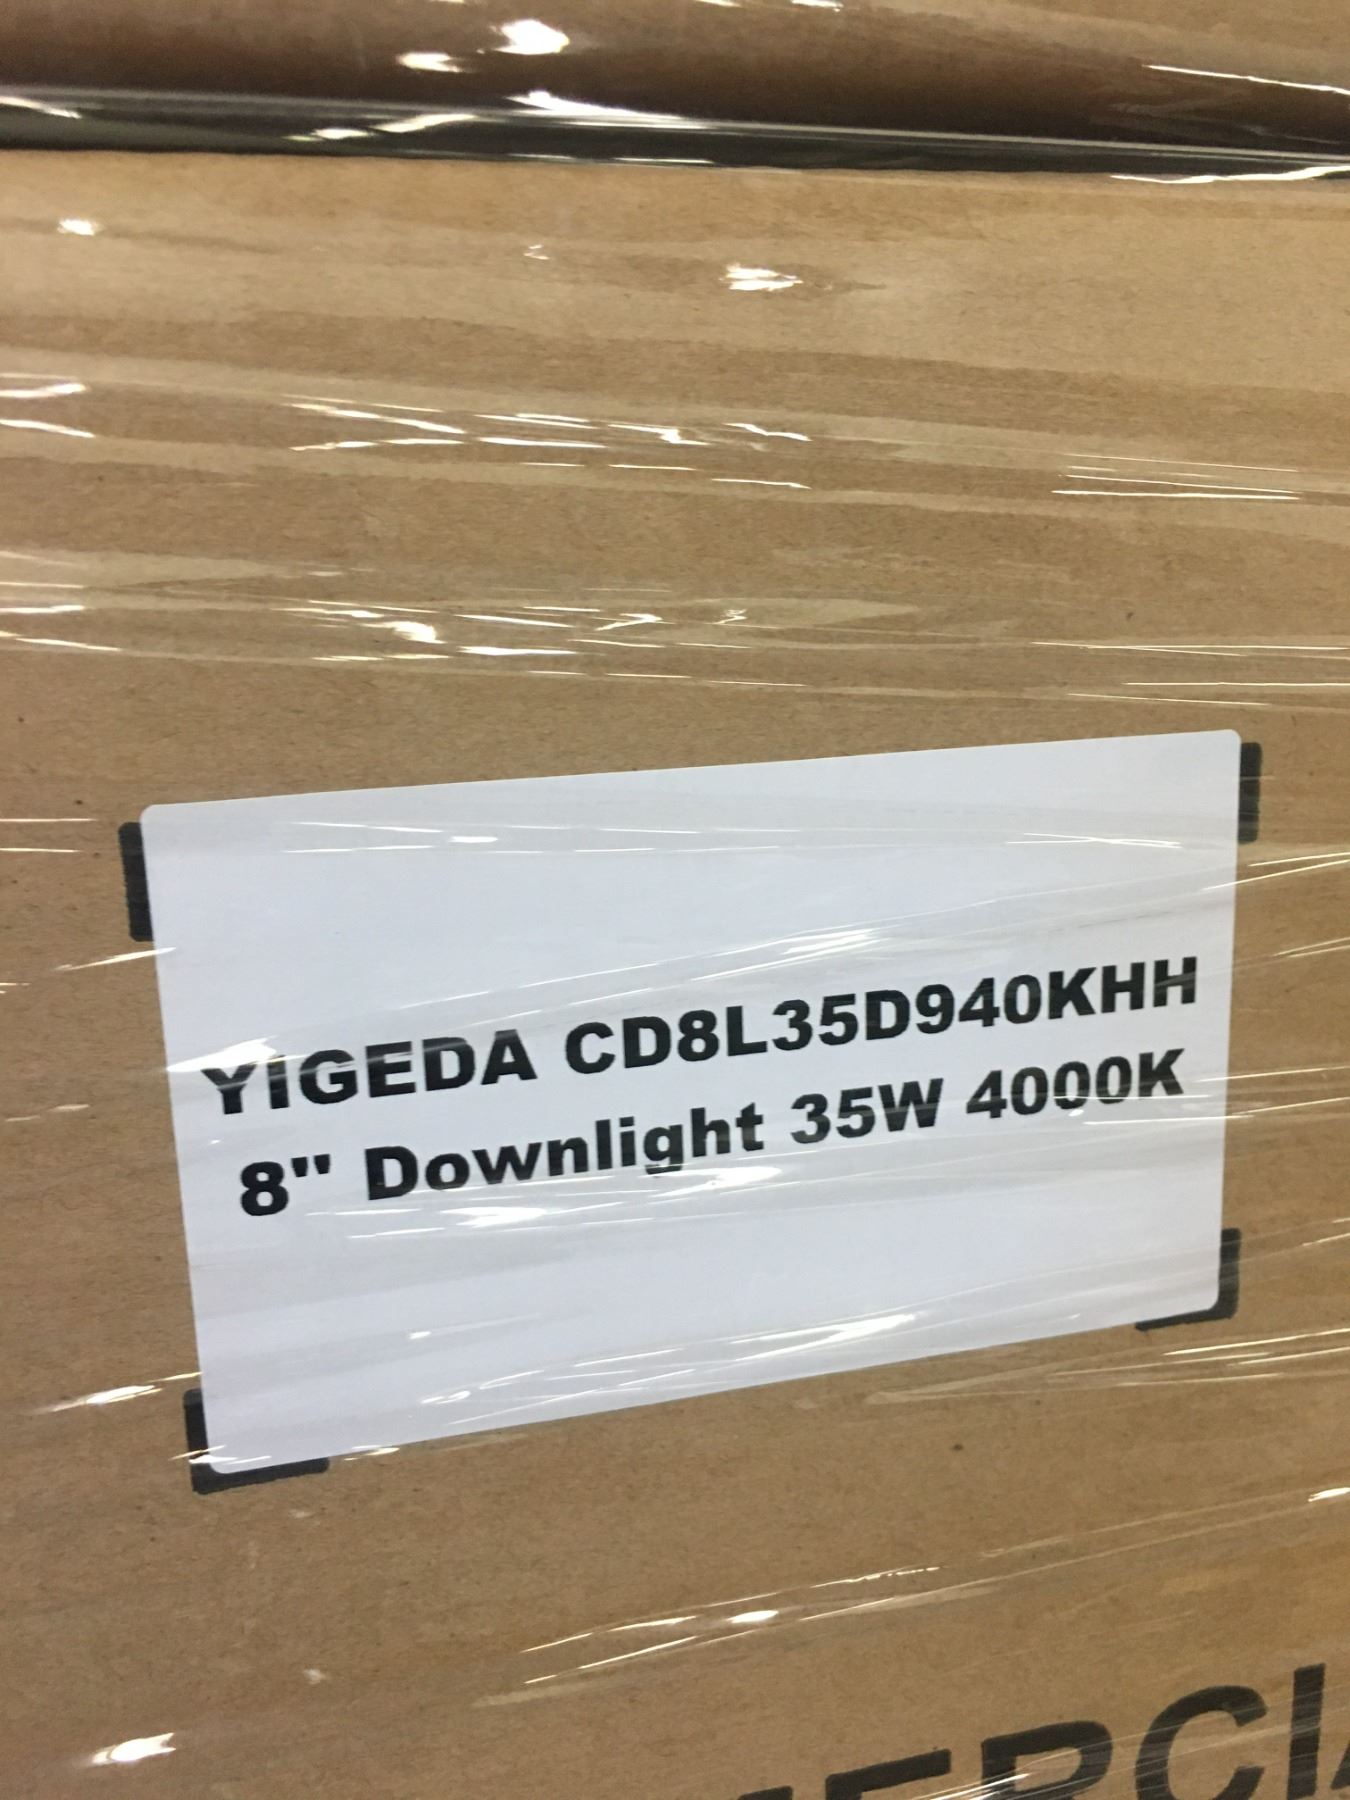 YIGEDA CD8L35D940KHH
8" Downlight 35W 4000K